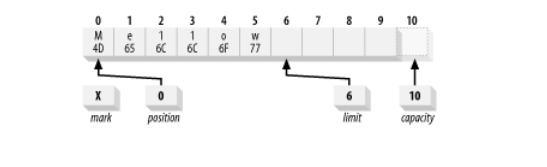 0 1 2 3 4 5 6 7 8 9 10
M e l l o w
4D 65 6C 6C 6F 77
X 0 6 10
mark position limit capacity